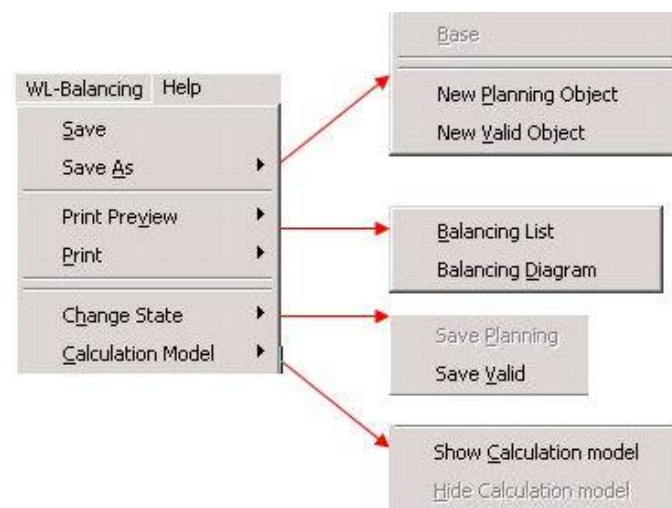 WL-Balancing Help
Save
Save As
Print Preview
Print
Change State
Calculation Model
Base
New Planning Object
New Valid Object
Balancing List
Balancing Diagram
Save Planning
Save Valid
Show Calculation model
Hide Calculation model